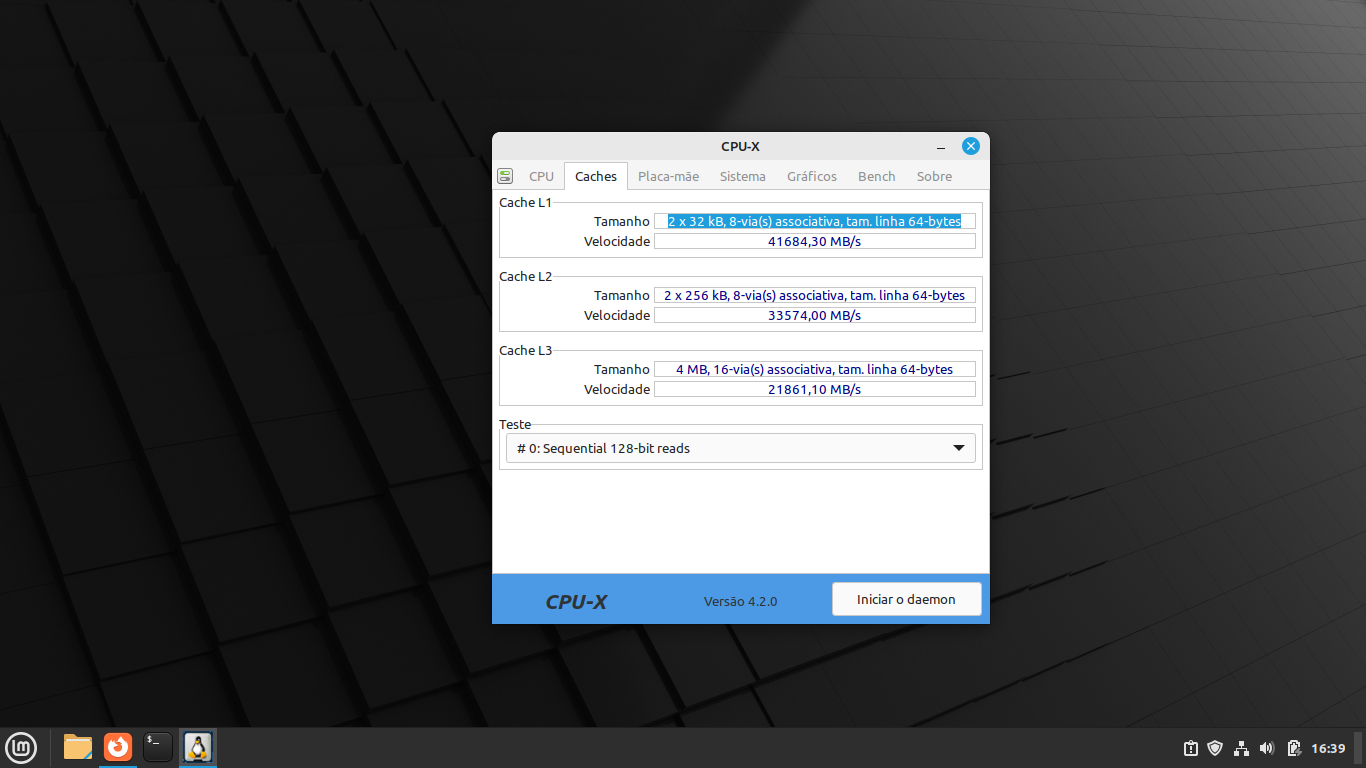 CPU-X
CPU Caches Placa-mãe Sistema Gráficos Bench Sobre
Cache L1
Tamanho 2 x 32 kB, 8-via(s) associativa, tam. linha 64-bytes
Velocidade 41684,30 MB/s
Cache L2
Tamanho 2 x 256 kB, 8-via(s) associativa, tam. linha 64-bytes
Velocidade 33574,00 MB/s
Cache L3
Tamanho 4 MB, 16-via(s) associativa, tam. linha 64-bytes
Velocidade 21861,10 MB/s
Teste
# 0: Sequential 128-bit reads
CPU-X Versão 4.2.0 Iniciar o daemon
$_ 16:39